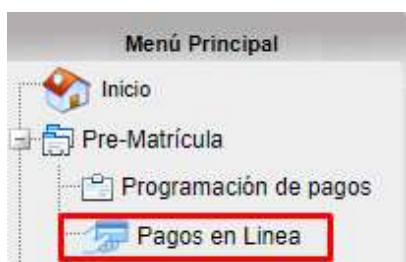 Menú Principal
Inicio
Pre-Matrícula
Programación de pagos
Pagos en Linea